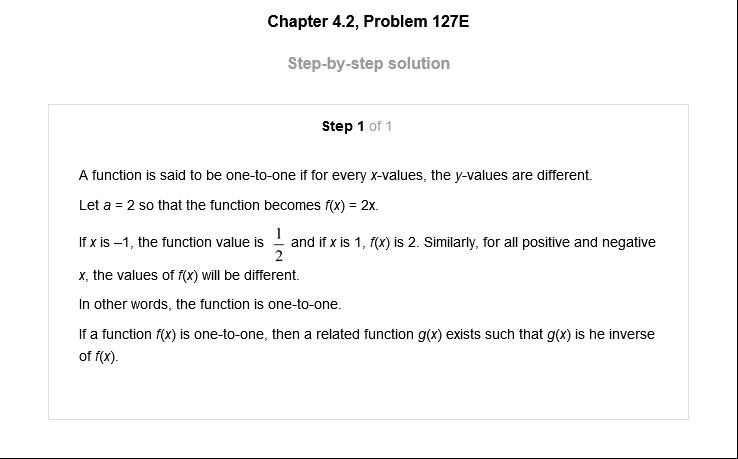 Chapter 4.2, Problem 127E
Step-by-step solution
Step 1 of 1
A function is said to be one-to-one if for every x-values, the y-values are different.
Let a = 2 so that the function becomes f(x) = 2x.
If x is –1, the function value is 1/2 and if x is 1, f(x) is 2. Similarly, for all positive and negative
x, the values of f(x) will be different.
In other words, the function is one-to-one.
If a function f(x) is one-to-one, then a related function g(x) exists such that g(x) is he inverse
of f(x).